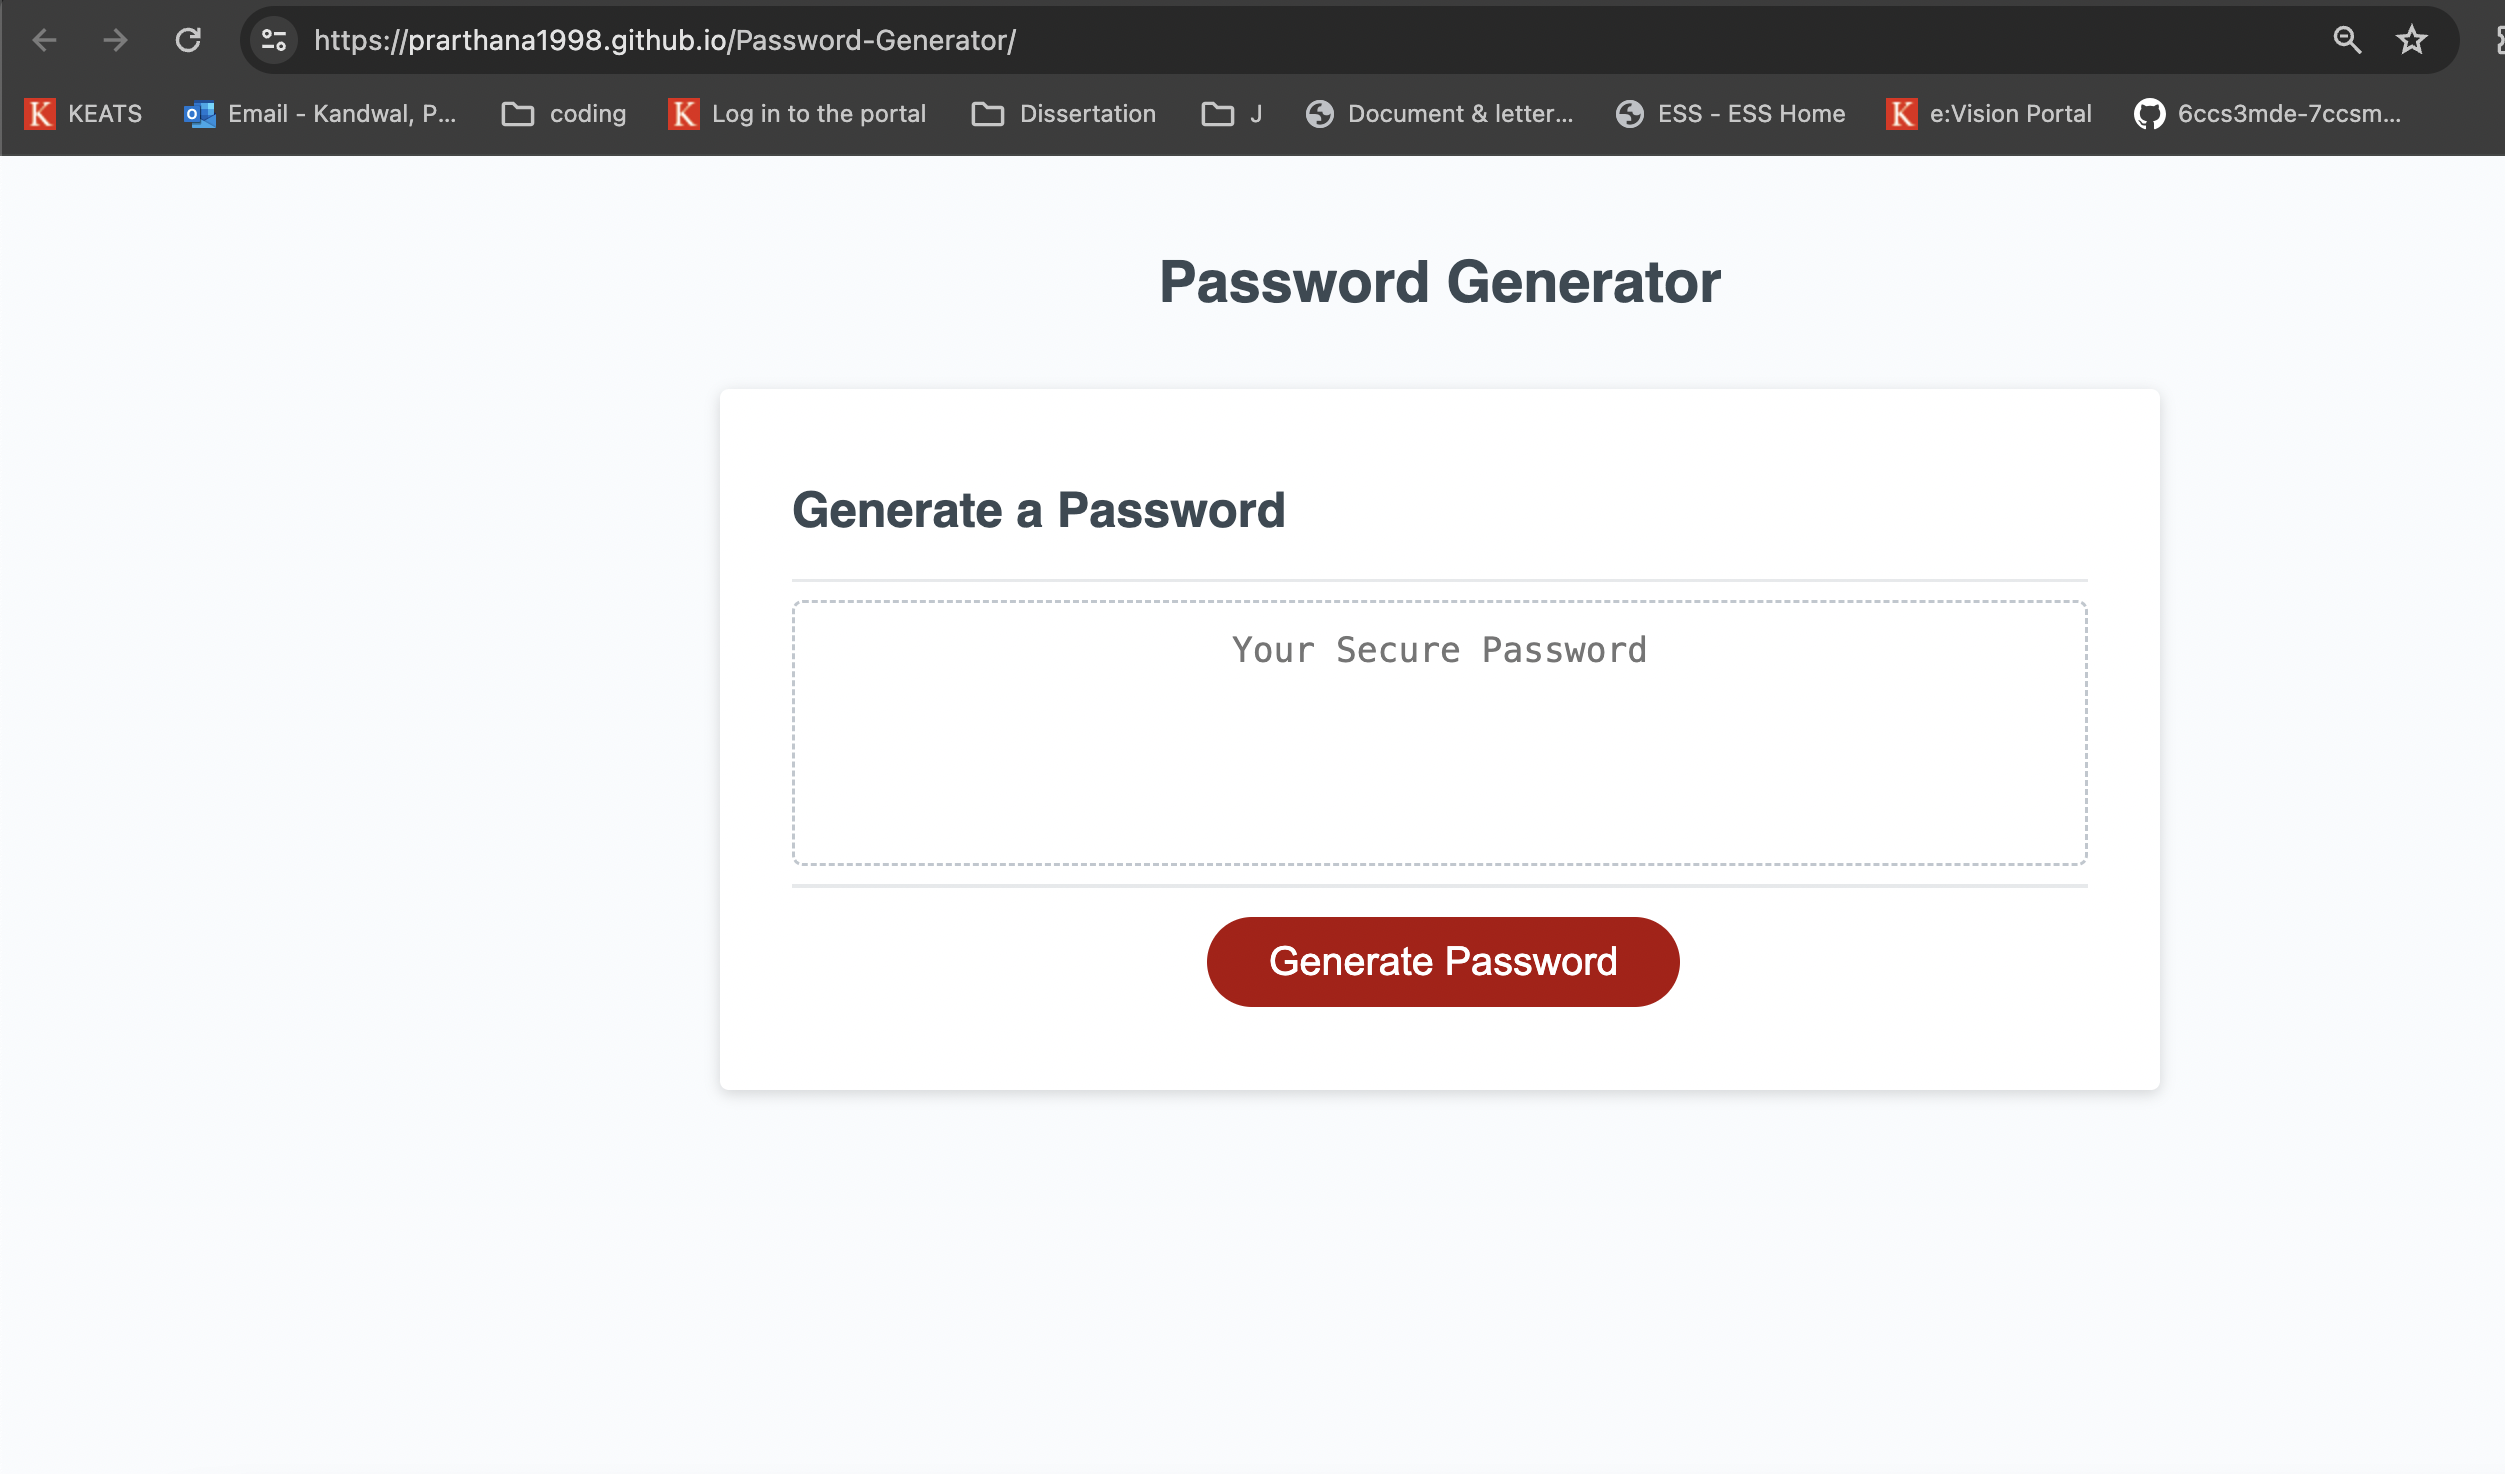 https://prarthana1998.github.io/Password-Generator/
K KEATS Email - Kandwal, P... coding K Log in to the portal Dissertation J Document & letter... ESS - ESS Home K e:Vision Portal 6ccs3mde-7ccsm...
Password Generator
Generate a Password
Your Secure Password
Generate Password